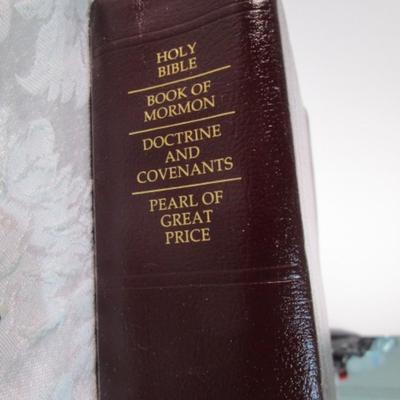 HOLY
BIBLE
BOOK OF
MORMON
DOCTRINE
AND
COVENANTS
PEARL OF
GREAT
PRICE